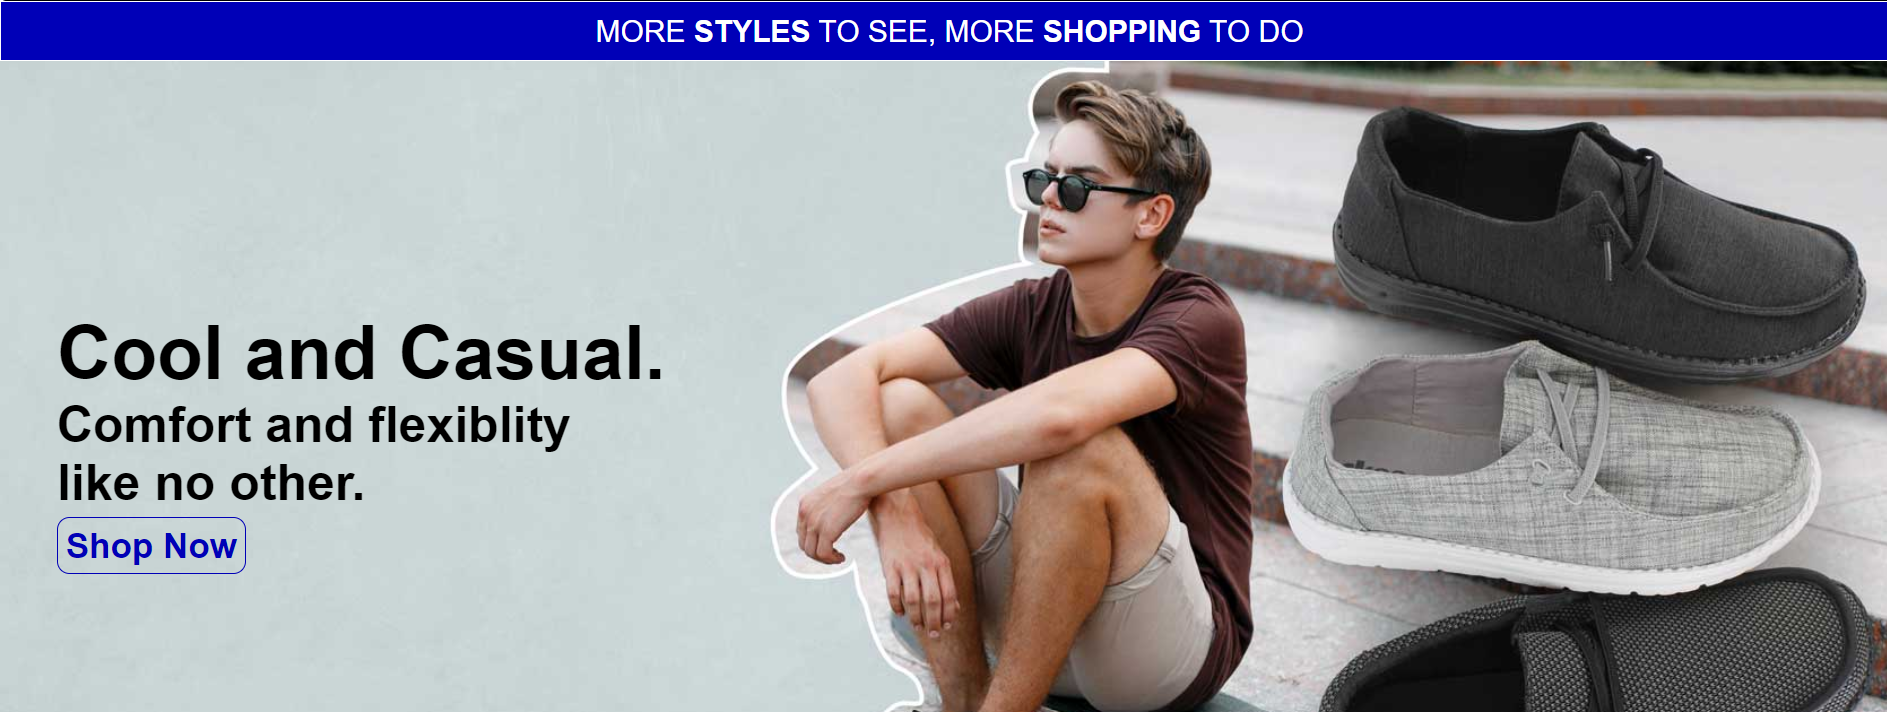 MORE STYLES TO SEE, MORE SHOPPING TO DO
Cool and Casual.
Comfort and flexiblity
like no other.
Shop Now